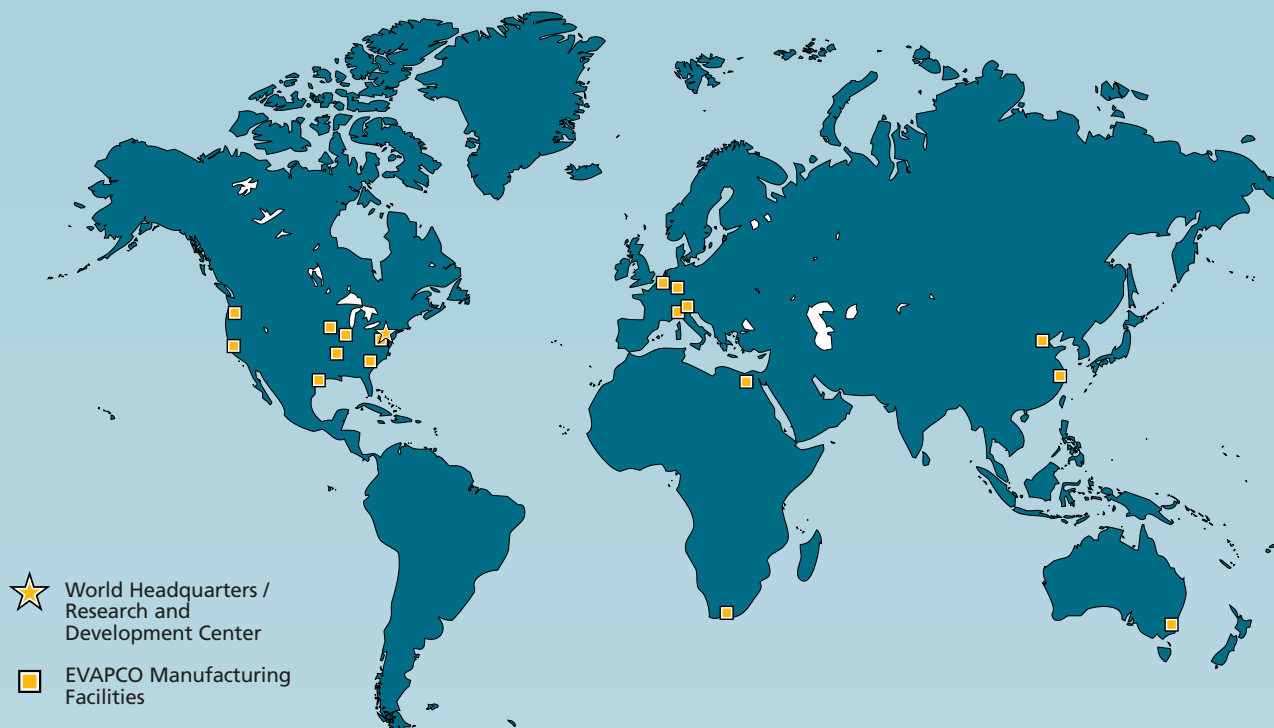 World Headquarters /
Research and
Development Center
EVAPCO Manufacturing
Facilities